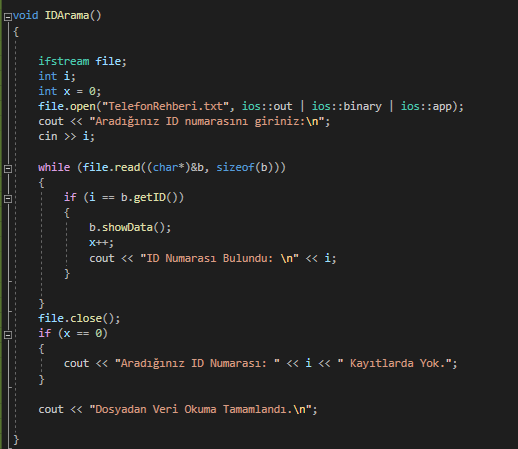 void IDArama()
{
ifstream file;
int i;
int x = 0;
file.open("TelefonRehberi.txt", ios::out | ios::binary | ios::app);
cout << "Aradığınız ID numarasını giriniz:\n";
cin >> i;
while (file.read((char*)&b, sizeof(b)))
{
if (i == b.getID())
{
b.showData();
x++;
cout << "ID Numarası Bulundu: \n" << i;
}
}
file.close();
if (x == 0)
{
cout << "Aradığınız ID Numarası: " << i << " Kayıtlarda Yok.";
}
cout << "Dosyadan Veri Okuma Tamamlandı.\n";
}